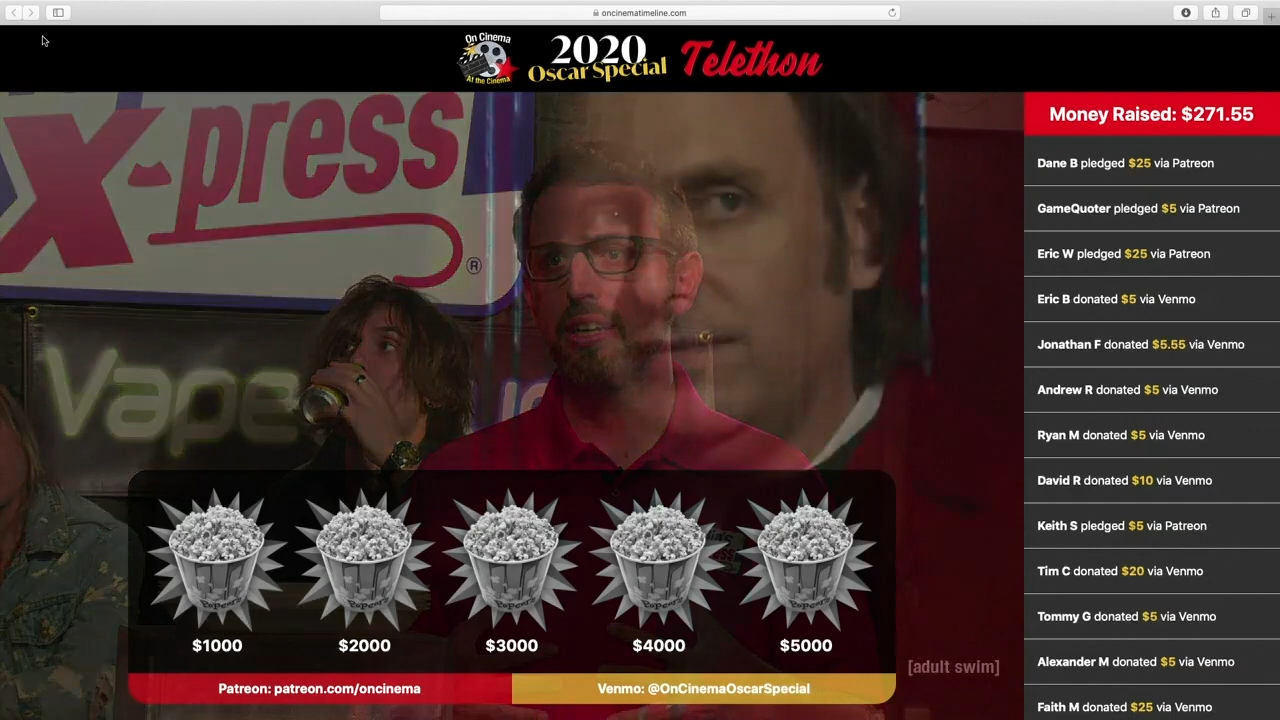 oncinematimeline.com
On Cinema
At the Cinema
2020
Oscar Special
Telethon
X-press
®
Vape
Money Raised: $271.55
Dane B pledged $25 via Patreon
GameQuoter pledged $5 via Patreon
Eric W pledged $25 via Patreon
Eric B donated $5 via Venmo
Jonathan F donated $5.55 via Venmo
Andrew R donated $5 via Venmo
Ryan M donated $5 via Venmo
David R donated $10 via Venmo
Keith S pledged $5 via Patreon
Tim C donated $20 via Venmo
Tommy G donated $5 via Venmo
Alexander M donated $5 via Venmo
Faith M donated $25 via Venmo
Popcorn Popcorn Popcorn Popcorn Popcorn
$1000 $2000 $3000 $4000 $5000
[adult swim]
Patreon: patreon.com/oncinema
Venmo: @OnCinemaOscarSpecial